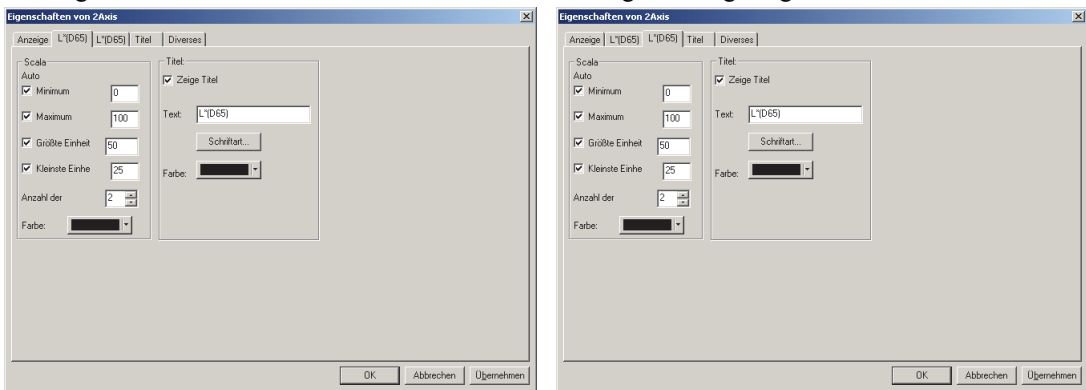 Eigenschaften von 2Axis
Anzeige L*(D65) L*(D65) Titel Diverses
Scala
Auto
Minimum 0
Maximum 100
Größte Einheit 50
Kleinste Einhe 25
Anzahl der 2
Farbe:
Titel:
Zeige Titel
Text: L*(D65)
Schriftart...
Farbe:
OK Abbrechen Übernehmen
Eigenschaften von 2Axis
Anzeige L*(D65) L*(D65) Titel Diverses
Scala
Auto
Minimum 0
Maximum 100
Größte Einheit 50
Kleinste Einhe 25
Anzahl der 2
Farbe:
Titel:
Zeige Titel
Text: L*(D65)
Schriftart...
Farbe:
OK Abbrechen Übernehmen